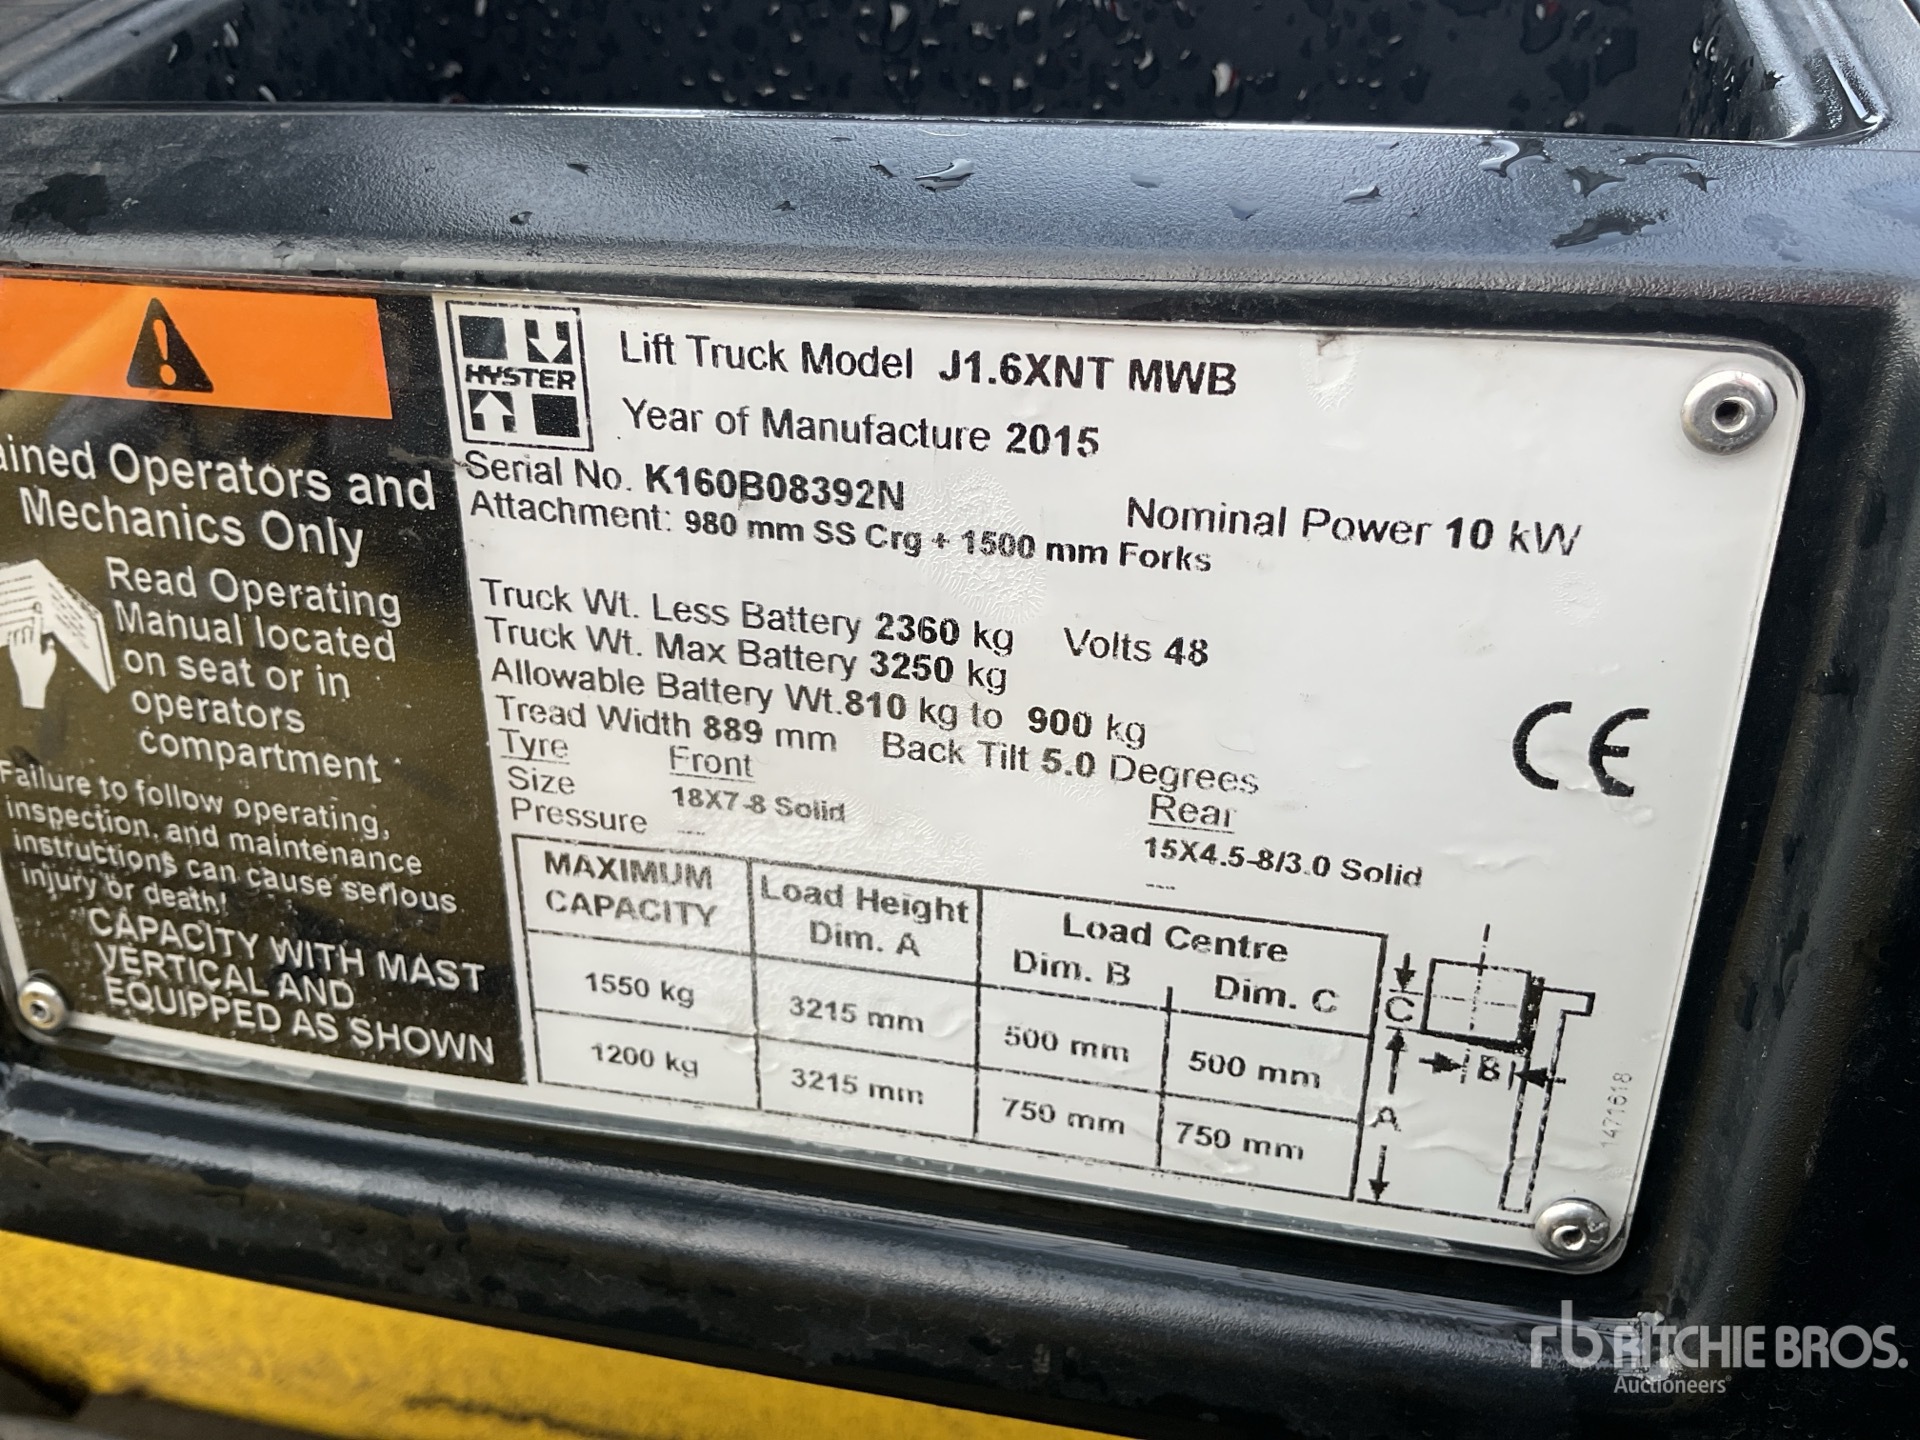 ained Operators and
Mechanics Only
Read Operating
Manual located
on seat or in
operators
compartment
Failure to follow operating,
inspection, and maintenance
instructions can cause serious
injury or death!
CAPACITY WITH MAST
VERTICAL AND
EQUIPPED AS SHOWN
HYSTER
Lift Truck Model J1.6XNT MWB
Year of Manufacture 2015
Serial No. K160B08392N
Nominal Power 10 kW
Attachment: 980 mm SS Crg + 1500 mm Forks
Truck Wt. Less Battery 2360 kg Volts 48
Truck Wt. Max Battery 3250 kg
Allowable Battery Wt.810 kg to 900 kg
Tread Width 889 mm Back Tilt 5.0 Degrees
Tyre Front Rear
Size 18X7-8 Solid 15X4.5-8/3.0 Solid
Pressure --- ---
MAXIMUM CAPACITY Load Height Dim. A Load Centre
Dim. B Dim. C
1550 kg 3215 mm 500 mm 500 mm
1200 kg 3215 mm 750 mm 750 mm
C
B
A
1471618
CE
rb RITCHIE BROS.
Auctioneers